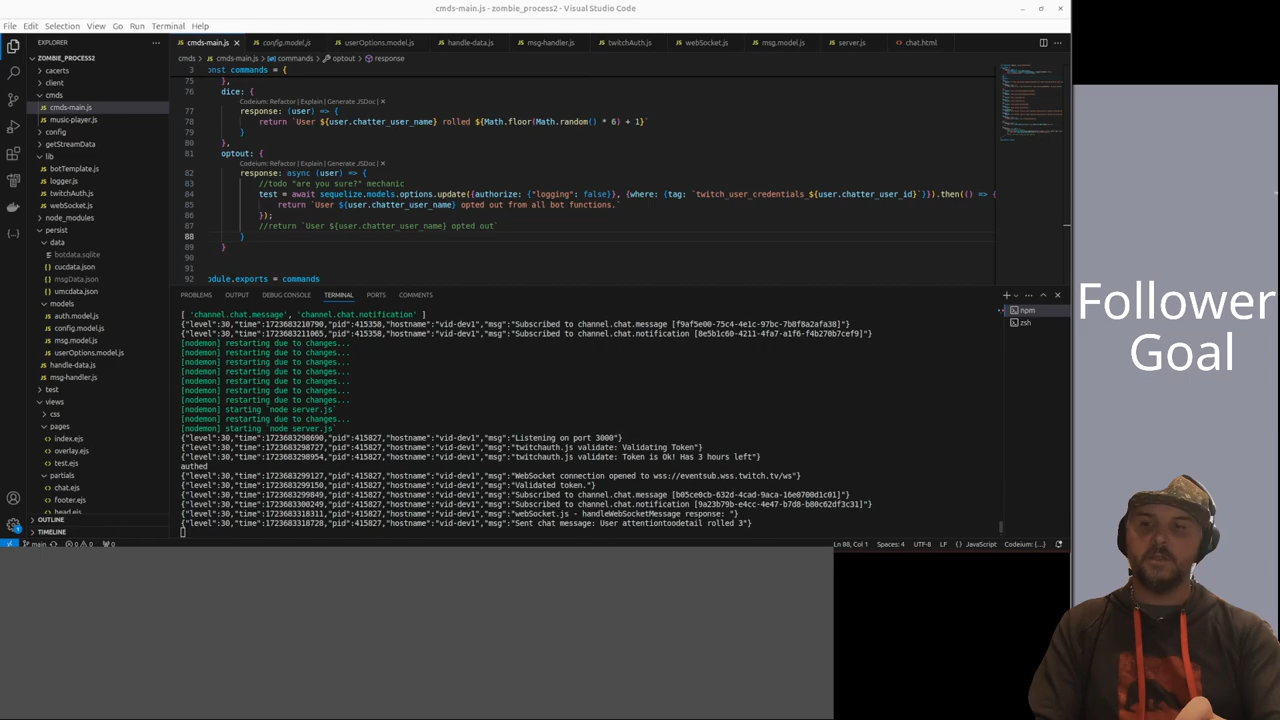 cmds-main.js - zombie_process2 - Visual Studio Code
File Edit Selection View Go Run Terminal Help
EXPLORER
ZOMBIE_PROCESS2
cacerts
client
cmds
cmds-main.js
music-player.js
config
getStreamData
lib
botTemplate.js
logger.js
twitchAuth.js
webSocket.js
node_modules
persist
data
botdata.sqlite
cucdata.json
msgData.json
umcdata.json
models
auth.model.js
config.model.js
msg.model.js
userOptions.model.js
handle-data.js
msg-handler.js
test
views
css
pages
index.ejs
overlay.ejs
test.ejs
partials
chat.ejs
footer.ejs
head.ejs
OUTLINE
TIMELINE
cmds-main.js config.model.js userOptions.model.js handle-data.js msg-handler.js twitchAuth.js webSocket.js msg.model.js server.js chat.html
cmds > cmds-main.js > commands > optout > response
3 onst commands = {
75 },
76 dice: {
Codeium: Refactor | Explain | Generate JSDoc | X
77 response: (user) => {
78 return `User ${user.chatter_user_name} rolled ${Math.floor(Math.random() * 6) + 1}`
79 }
80 },
81 optout: {
Codeium: Refactor | Explain | Generate JSDoc | X
82 response: async (user) => {
83 //todo "are you sure?" mechanic
84 test = await sequelize.models.options.update({authorize: {"logging": false}}, {where: {tag: `twitch_user_credentials_${user.chatter_user_id}`}}).then(() => {
85 return `User ${user.chatter_user_name} opted out from all bot functions.`
86 });
87 //return `User ${user.chatter_user_name} opted out`
88 }
89 }
90
91
92 odule.exports = commands
PROBLEMS OUTPUT DEBUG CONSOLE TERMINAL PORTS COMMENTS
npm
zsh
[ 'channel.chat.message', 'channel.chat.notification' ]
{"level":30,"time":1723683210790,"pid":415358,"hostname":"vid-dev1","msg":"Subscribed to channel.chat.message [f9af5e00-75c4-4e1c-97bc-7b8f8a2afa38]"}
{"level":30,"time":1723683211065,"pid":415358,"hostname":"vid-dev1","msg":"Subscribed to channel.chat.notification [8e5b1c60-4211-4fa7-a1f6-f4b270b7cef9]"}
[nodemon] restarting due to changes...
[nodemon] restarting due to changes...
[nodemon] restarting due to changes...
[nodemon] restarting due to changes...
[nodemon] restarting due to changes...
[nodemon] restarting due to changes...
[nodemon] restarting due to changes...
[nodemon] starting `node server.js`
[nodemon] restarting due to changes...
[nodemon] starting `node server.js`
{"level":30,"time":1723683298690,"pid":415827,"hostname":"vid-dev1","msg":"Listening on port 3000"}
{"level":30,"time":1723683298727,"pid":415827,"hostname":"vid-dev1","msg":"twitchauth.js validate: Validating Token"}
{"level":30,"time":1723683298954,"pid":415827,"hostname":"vid-dev1","msg":"twitchauth.js validate: Token is Ok! Has 3 hours left"}
authed
{"level":30,"time":1723683299127,"pid":415827,"hostname":"vid-dev1","msg":"WebSocket connection opened to wss://eventsub.wss.twitch.tv/ws"}
{"level":30,"time":1723683299150,"pid":415827,"hostname":"vid-dev1","msg":"Validated token."}
{"level":30,"time":1723683299849,"pid":415827,"hostname":"vid-dev1","msg":"Subscribed to channel.chat.message [b05ce0cb-632d-4cad-9aca-16e0700d1c01]"}
{"level":30,"time":1723683300249,"pid":415827,"hostname":"vid-dev1","msg":"Subscribed to channel.chat.notification [9a23b79d-e4cc-4e47-b7d8-b80c62df3c31]"}
{"level":30,"time":1723683318311,"pid":415827,"hostname":"vid-dev1","msg":"webSocket.js - handleWebSocketMessage response: "}
{"level":30,"time":1723683318728,"pid":415827,"hostname":"vid-dev1","msg":"Sent chat message: User attentiontoodetail rolled 3"}
main 0 0 0 Ln 88, Col 1 Spaces: 4 UTF-8 LF {} JavaScript Codeium: {...}
Follower
Goal